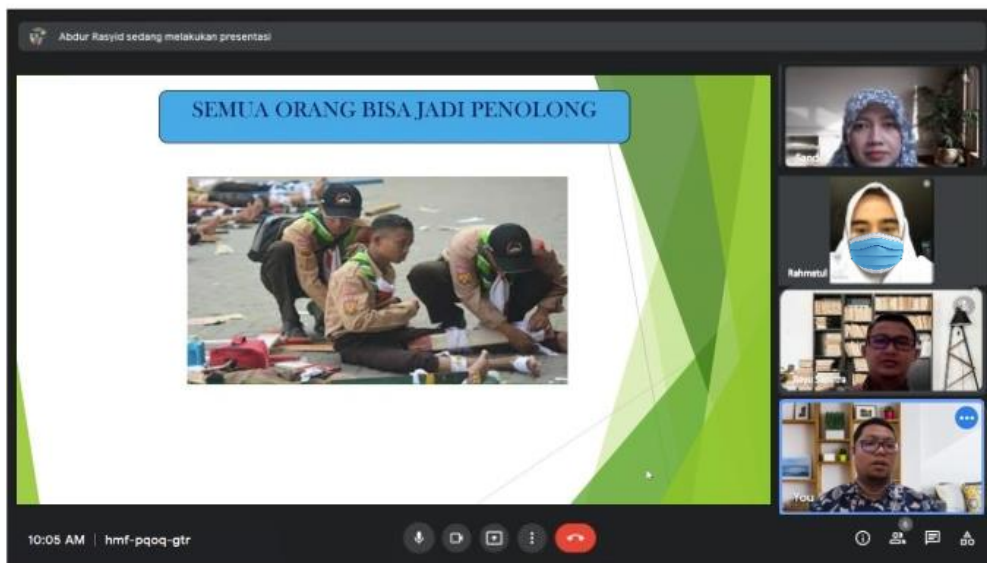 Abdur Rasyid sedang melakukan presentasi
SEMUA ORANG BISA JADI PENOLONG
Rahmatul
You
10:05 AM | hmf-pqoq-gtr